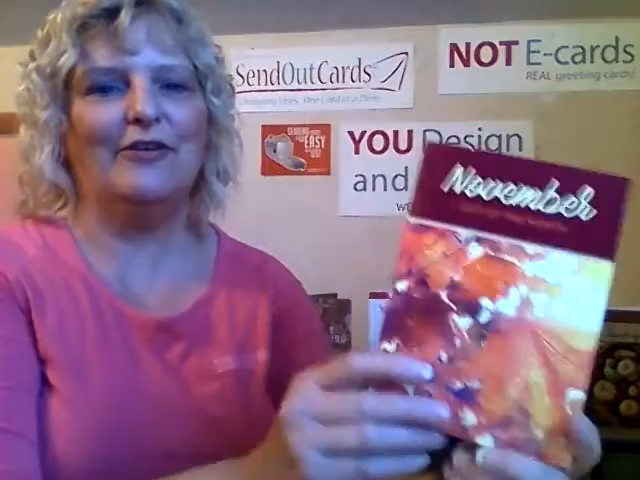 SendOutCards
Changing Lives, One Card at a Time
NOT E-cards
REAL greeting cards!
SENDING
EASY
YOU Design
and
November